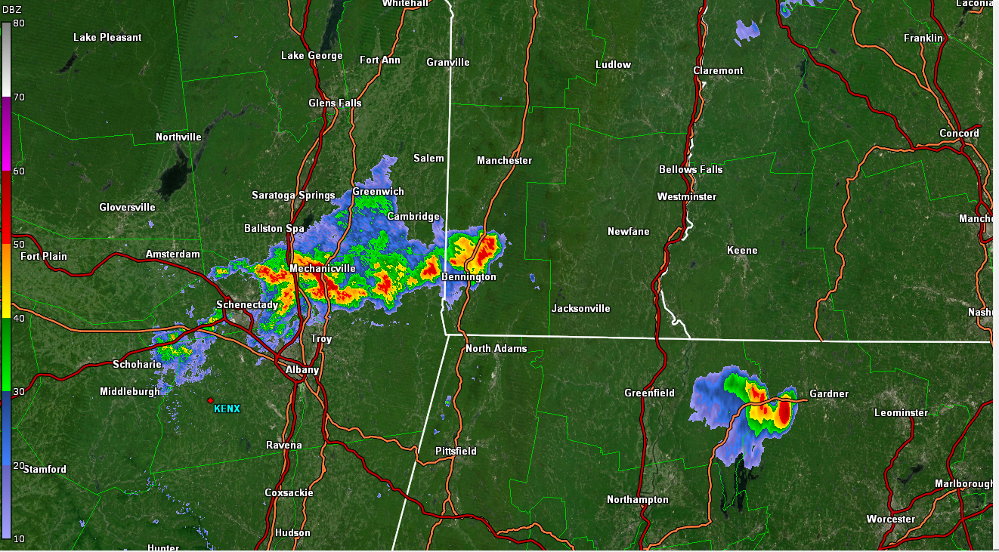 DBZ
Whitehall
Laconia
80
Lake Pleasant
Franklin
Lake George
Fort Ann
Granville
Ludlow
Claremont
70
Glens Falls
Northville
Concord
Salem
Manchester
60
Bellows Falls
Saratoga Springs
Greenwich
Westminster
Gloversville
Cambridge
Manche
Ballston Spa
Newfane
50
Fort Plain
Amsterdam
Keene
Mechanicville
Bennington
Schenectady
Jacksonville
Nash
40
Troy
North Adams
Schoharie
Albany
Middleburgh
30
Greenfield
Gardner
KENX
Leominster
Ravena
Pittsfield
20
Stamford
Marlborough
Coxsackie
Northampton
Worcester
Hudson
10
Hunter